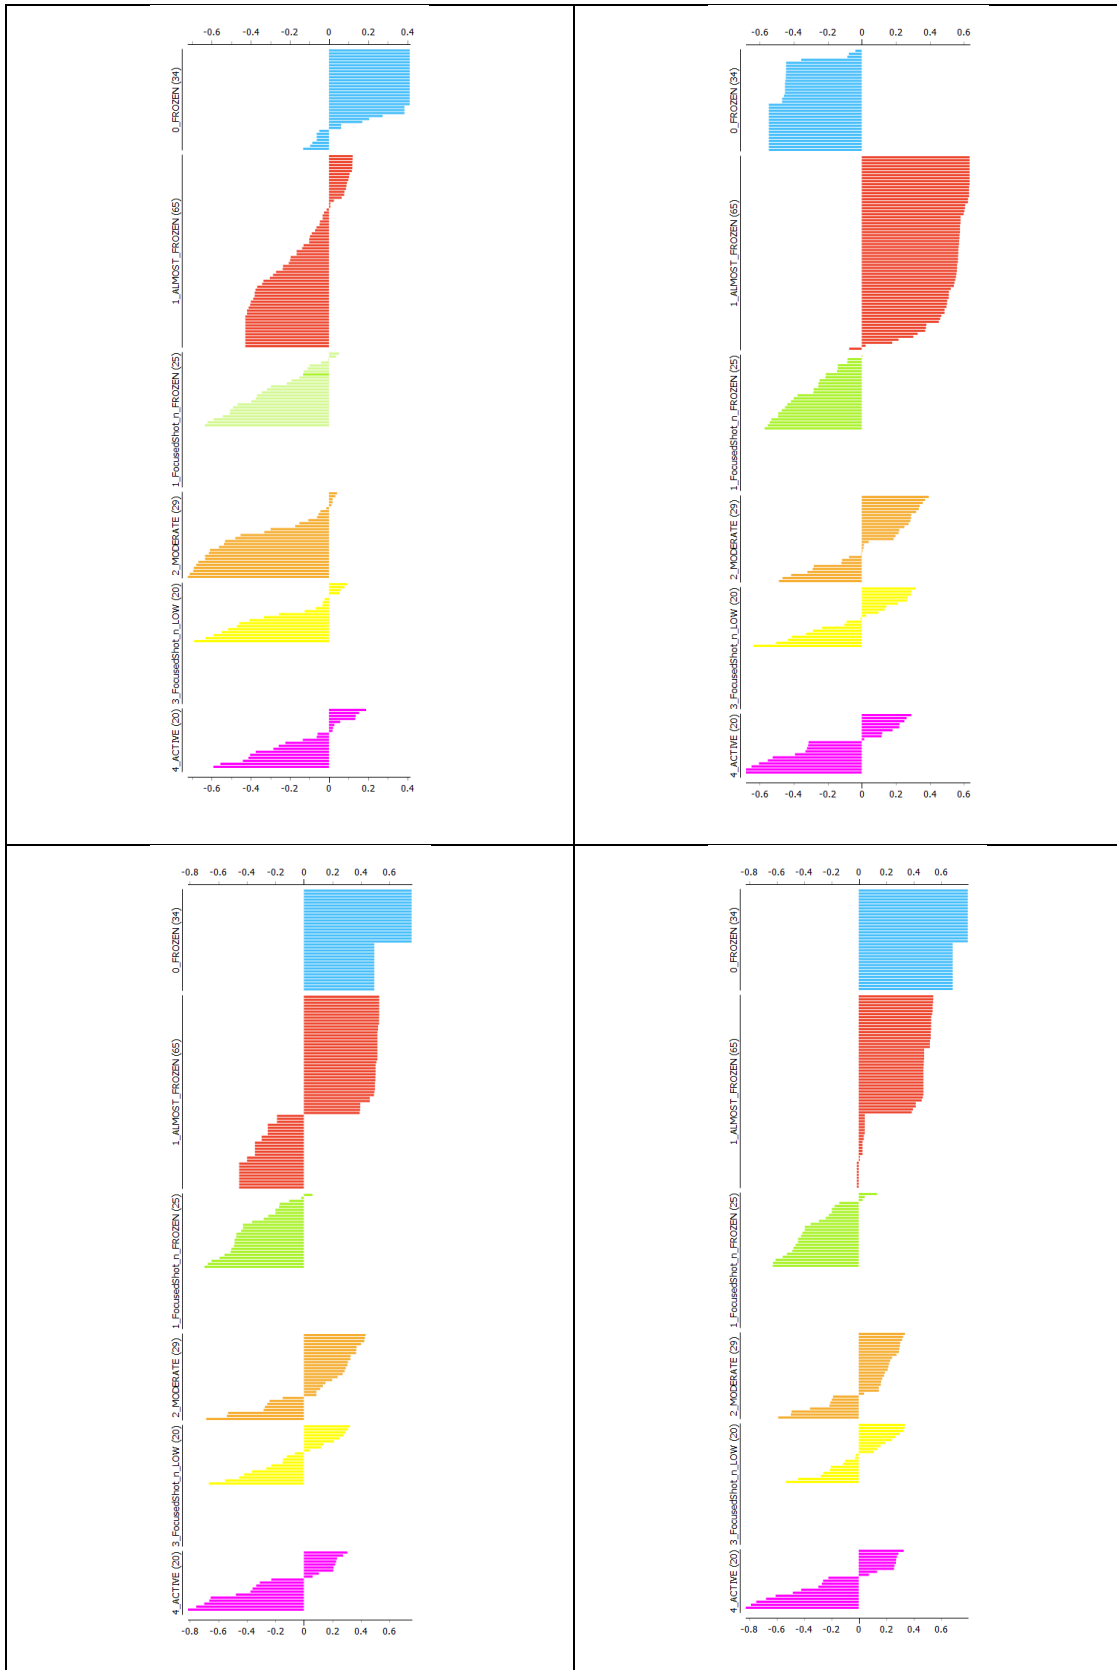 -0.6 -0.4 -0.2 0 0.2 0.4
0_FROZEN (34)
1_ALMOST_FROZEN (65)
1_FocusedShot_n_FROZEN (25)
2_MODERATE (29)
3_FocusedShot_n_LOW (20)
4_ACTIVE (20)
-0.6 -0.4 -0.2 0 0.2 0.4
-0.6 -0.4 -0.2 0 0.2 0.4 0.6
0_FROZEN (34)
1_ALMOST_FROZEN (65)
1_FocusedShot_n_FROZEN (25)
2_MODERATE (29)
3_FocusedShot_n_LOW (20)
4_ACTIVE (20)
-0.6 -0.4 -0.2 0 0.2 0.4 0.6
-0.8 -0.6 -0.4 -0.2 0 0.2 0.4 0.6
0_FROZEN (34)
1_ALMOST_FROZEN (65)
1_FocusedShot_n_FROZEN (25)
2_MODERATE (29)
3_FocusedShot_n_LOW (20)
4_ACTIVE (20)
-0.8 -0.6 -0.4 -0.2 0 0.2 0.4 0.6
-0.8 -0.6 -0.4 -0.2 0 0.2 0.4 0.6
0_FROZEN (34)
1_ALMOST_FROZEN (65)
1_FocusedShot_n_FROZEN (25)
2_MODERATE (29)
3_FocusedShot_n_LOW (20)
4_ACTIVE (20)
-0.8 -0.6 -0.4 -0.2 0 0.2 0.4 0.6